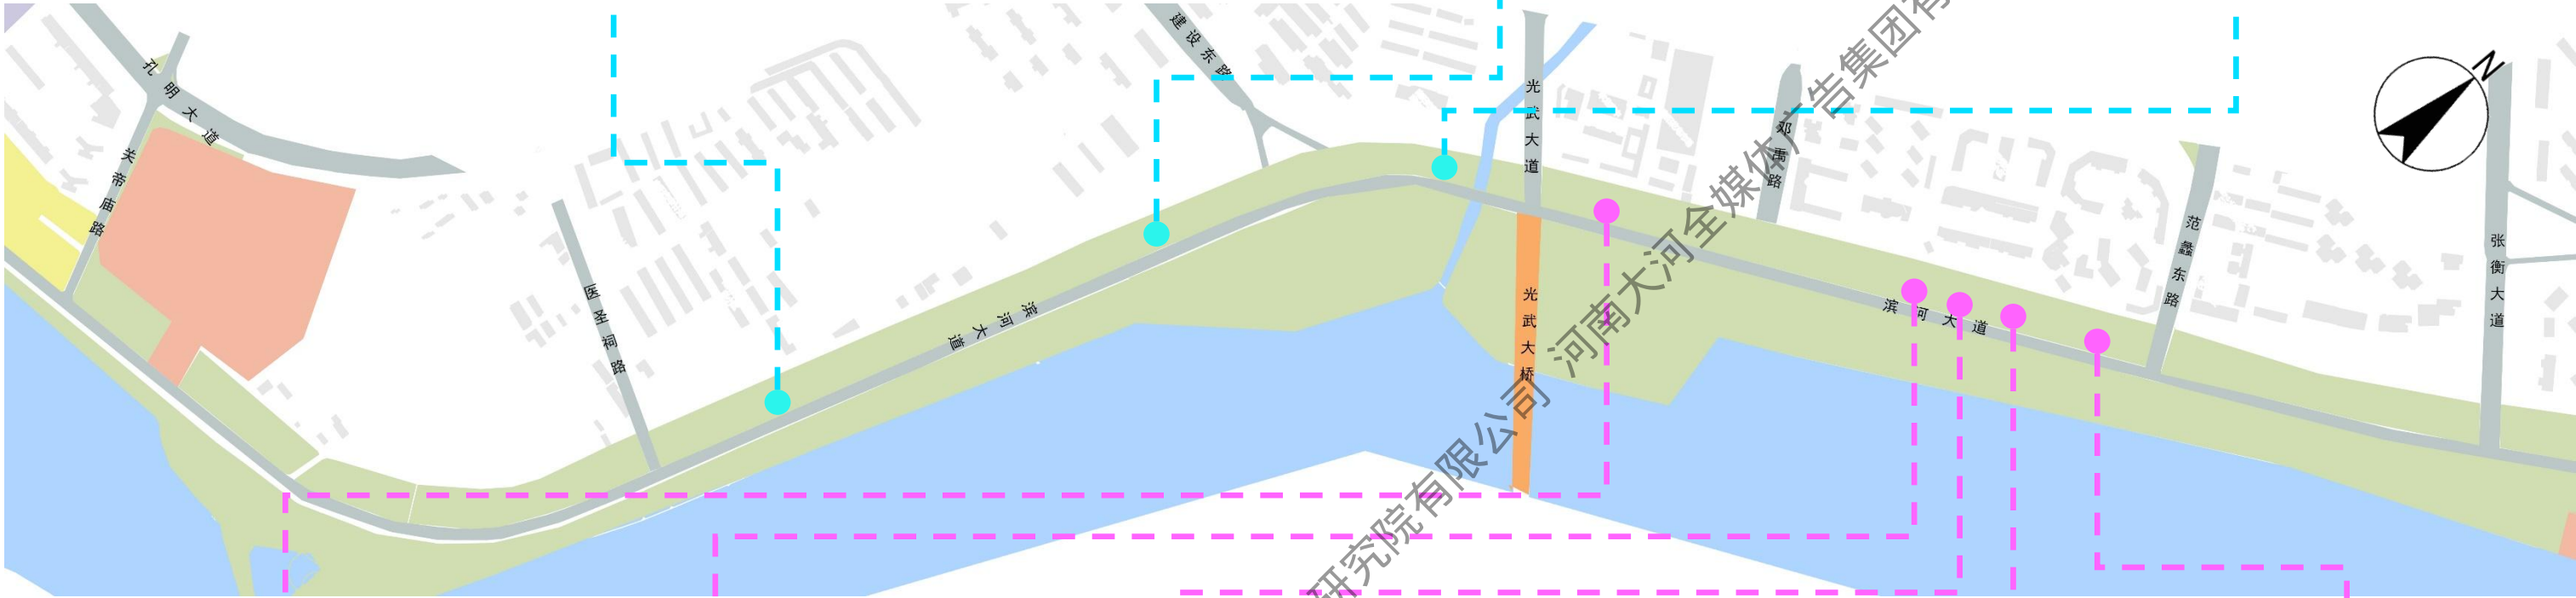 孔明大道
关帝庙路
医圣祠路
滨河大道
建设东路
光武大道
光武大桥
邓禹路
滨河大道
范蠡东路
张衡大道
N
研究院有限公司 河南大河全媒体广告集团有